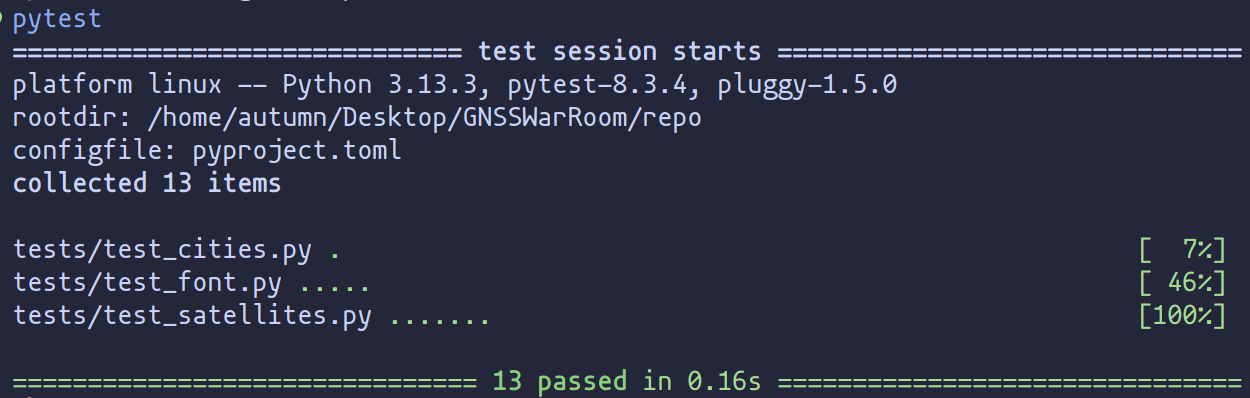 pytest
============================== test session starts ===============================
platform linux -- Python 3.13.3, pytest-8.3.4, pluggy-1.5.0
rootdir: /home/autumn/Desktop/GNSSWarRoom/repo
configfile: pyproject.toml
collected 13 items
tests/test_cities.py . [  7%]
tests/test_font.py ..... [ 46%]
tests/test_satellites.py ....... [100%]
=============================== 13 passed in 0.16s ===============================